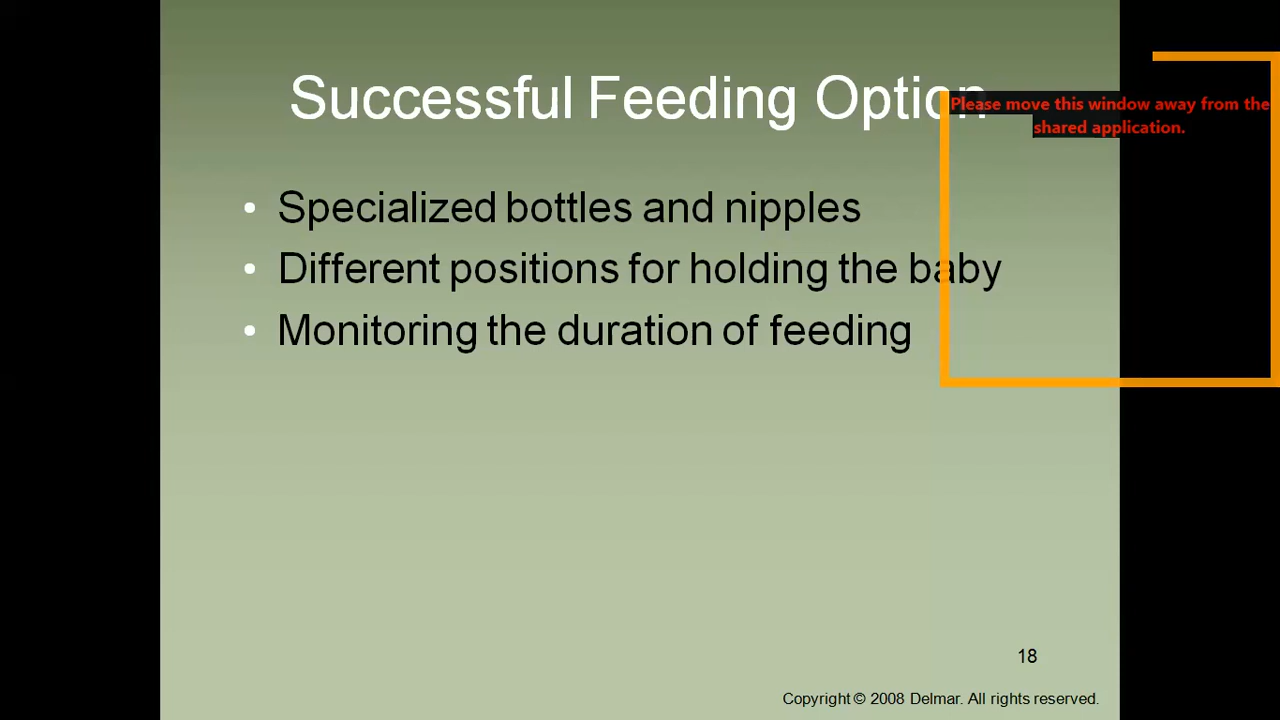 Successful Feeding Option
Please move this window away from the
shared application.
• Specialized bottles and nipples
• Different positions for holding the baby
• Monitoring the duration of feeding
18
Copyright © 2008 Delmar. All rights reserved.